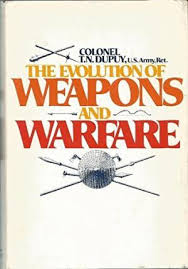 COLONEL
T.N. DUPUY, U.S. Army, Ret.
THE EVOLUTION OF
WEAPONS
AND
WARFARE